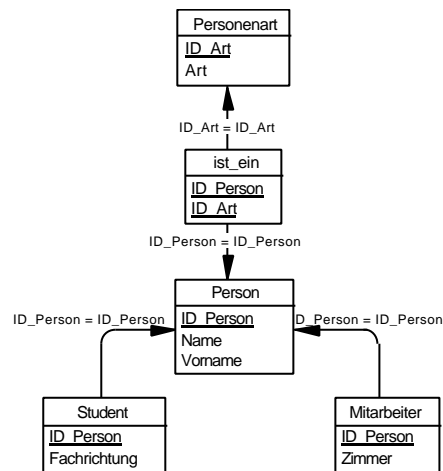 Personenart
ID_Art
Art
ID_Art = ID_Art
ist_ein
ID_Person
ID_Art
ID_Person = ID_Person
Person
ID_Person
Name
Vorname
ID_Person = ID_Person
D_Person = ID_Person
Student
ID_Person
Fachrichtung
Mitarbeiter
ID_Person
Zimmer